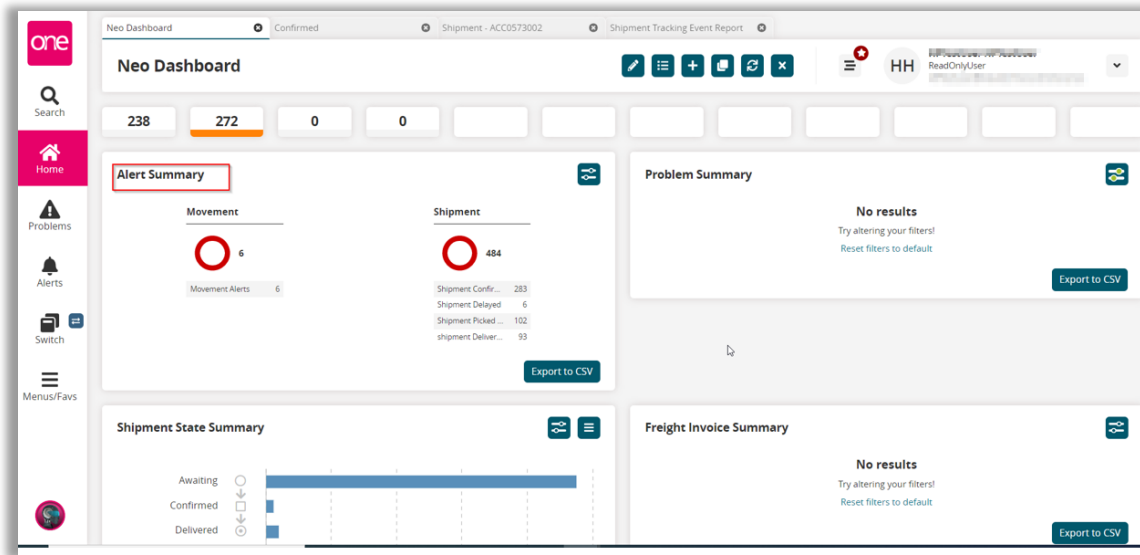 one
Neo Dashboard
Confirmed
Shipment - ACC0573002
Shipment Tracking Event Report
Neo Dashboard
HH
ReadOnlyUser
Search
Home
Problems
Alerts
Switch
Menus/Favs
238
272
0
0
Alert Summary
Movement
6
Movement Alerts 6
Shipment
484
Shipment Confir... 283
Shipment Delayed 6
Shipment Picked ... 102
shipment Deliver... 93
Export to CSV
Problem Summary
No results
Try altering your filters!
Reset filters to default
Export to CSV
Shipment State Summary
Awaiting
Confirmed
Delivered
Freight Invoice Summary
No results
Try altering your filters!
Reset filters to default
Export to CSV